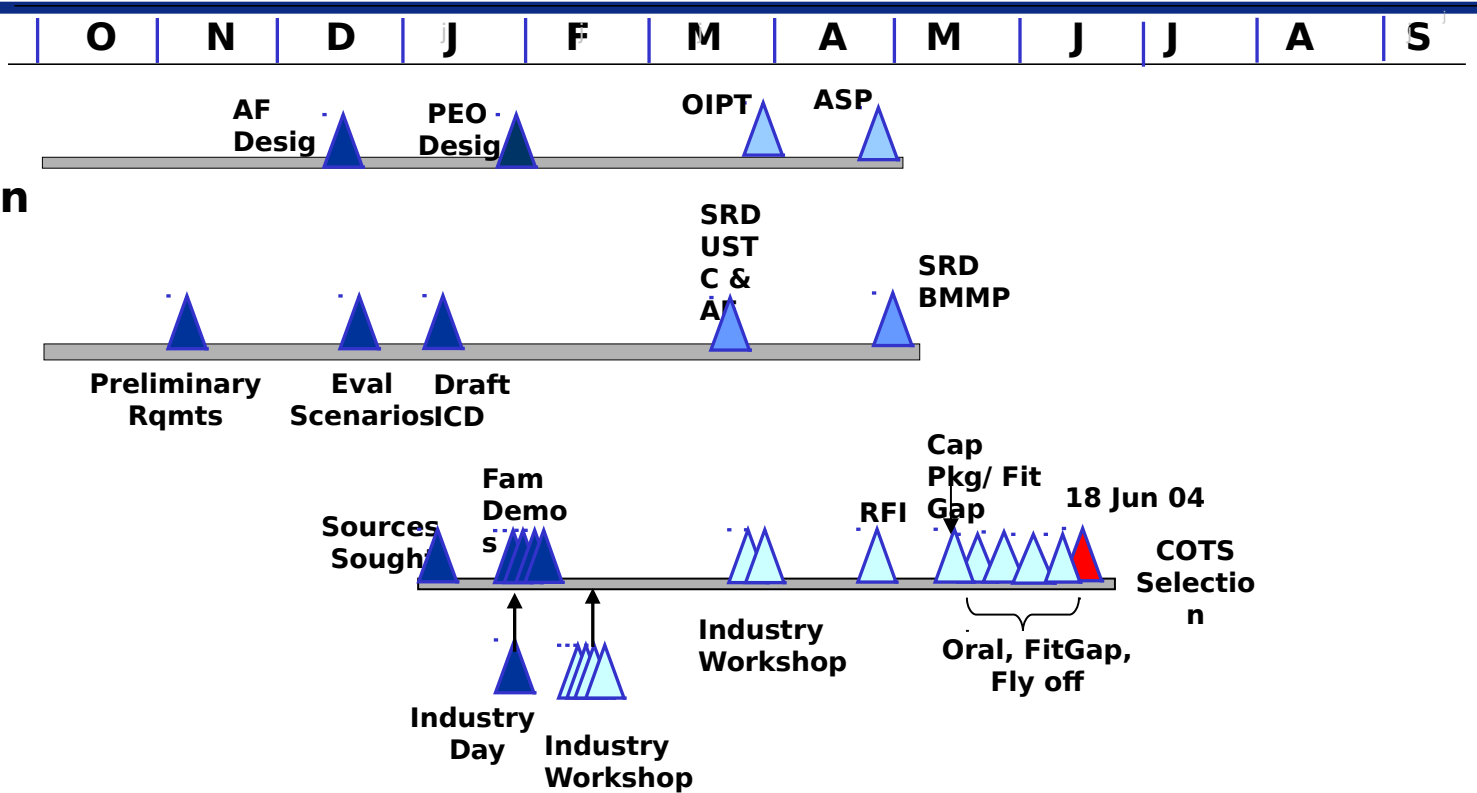 O N D J F M A M J J A S
AF
Desig
PEO
Desig
OIPT
ASP
n
SRD
UST
C &
AF
SRD
BMMP
Preliminary
Rqmts
Eval
Scenarios
Draft
ICD
Cap
Pkg/ Fit
Gap
Fam
Demo
s
18 Jun 04
RFI
Sources
Sought
COTS
Selectio
n
Industry
Workshop
Oral, FitGap,
Fly off
Industry
Day
Industry
Workshop